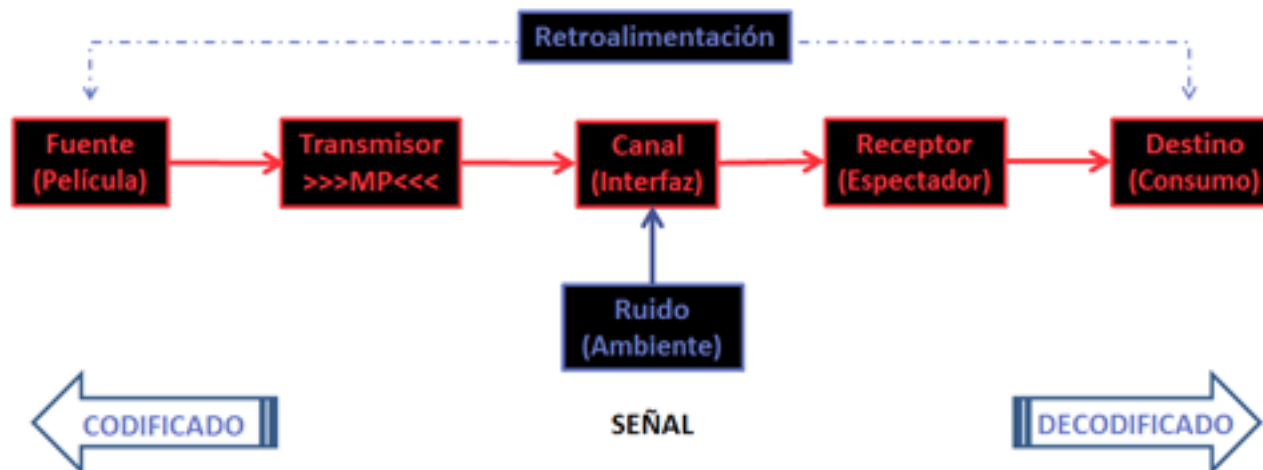 Retroalimentación
Fuente
(Película)
Transmisor
>>>MP<<<
Canal
(Interfaz)
Receptor
(Espectador)
Destino
(Consumo)
Ruido
(Ambiente)
CODIFICADO
SEÑAL
DECODIFICADO